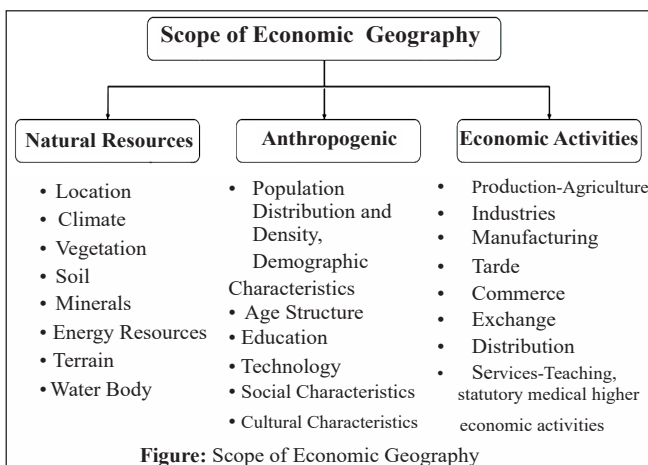 Scope of Economic Geography
Natural Resources
• Location
• Climate
• Vegetation
• Soil
• Minerals
• Energy Resources
• Terrain
• Water Body
Anthropogenic
• Population
Distribution and
Density,
Demographic
Characteristics
• Age Structure
• Education
• Technology
• Social Characteristics
• Cultural Characteristics
Economic Activities
• Production-Agriculture
• Industries
• Manufacturing
• Tarde
• Commerce
• Exchange
• Distribution
• Services-Teaching,
statutory medical higher
economic activities
Figure: Scope of Economic Geography